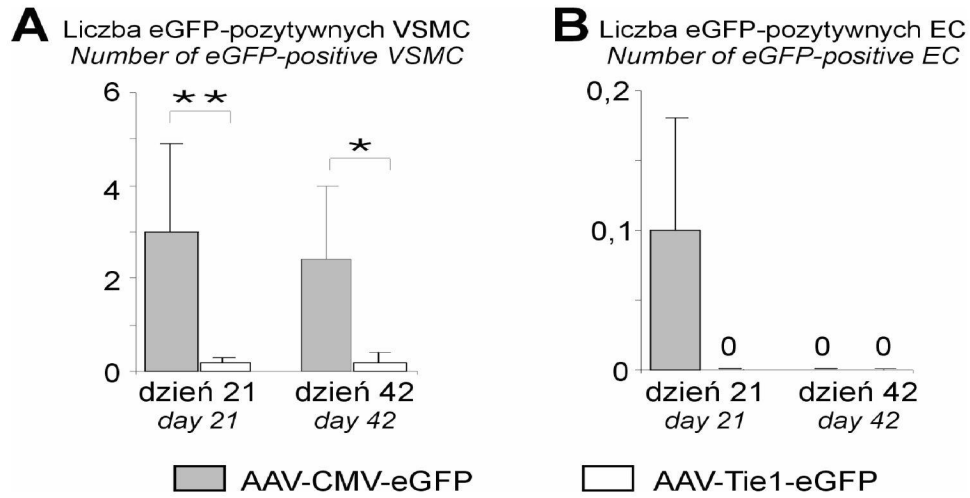 A Liczba eGFP-pozytywnych VSMC
Number of eGFP-positive VSMC
6
4
2
0
* *
*
dzień 21
day 21
dzień 42
day 42
B Liczba eGFP-pozytywnych EC
Number of eGFP-positive EC
0,2
0,1
0
0
0
0
dzień 21
day 21
dzień 42
day 42
AAV-CMV-eGFP
AAV-Tie1-eGFP